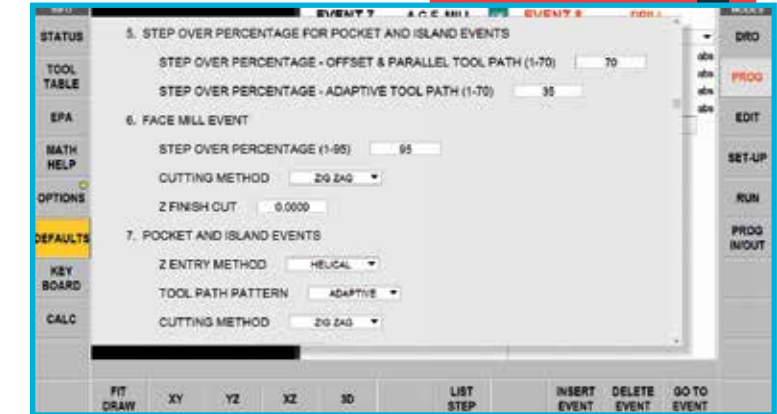 INFO
EVENT 7 A.G.E. MILL EVENT 8 DRILL
MODES
STATUS
TOOL
TABLE
EPA
MATH
HELP
OPTIONS
DEFAULTS
KEY
BOARD
CALC
5. STEP OVER PERCENTAGE FOR POCKET AND ISLAND EVENTS
STEP OVER PERCENTAGE - OFFSET & PARALLEL TOOL PATH (1-70) 70
STEP OVER PERCENTAGE - ADAPTIVE TOOL PATH (1-70) 35
6. FACE MILL EVENT
STEP OVER PERCENTAGE (1-95) 95
CUTTING METHOD ZIG ZAG
Z FINISH CUT 0.0000
7. POCKET AND ISLAND EVENTS
Z ENTRY METHOD HELICAL
TOOL PATH PATTERN ADAPTIVE
CUTTING METHOD ZIG ZAG
abs
abs
abs
abs
DRO
PROG
EDIT
SET-UP
RUN
PROG
IN/OUT
FIT
DRAW
XY
YZ
XZ
3D
LIST
STEP
INSERT
EVENT
DELETE
EVENT
GO TO
EVENT